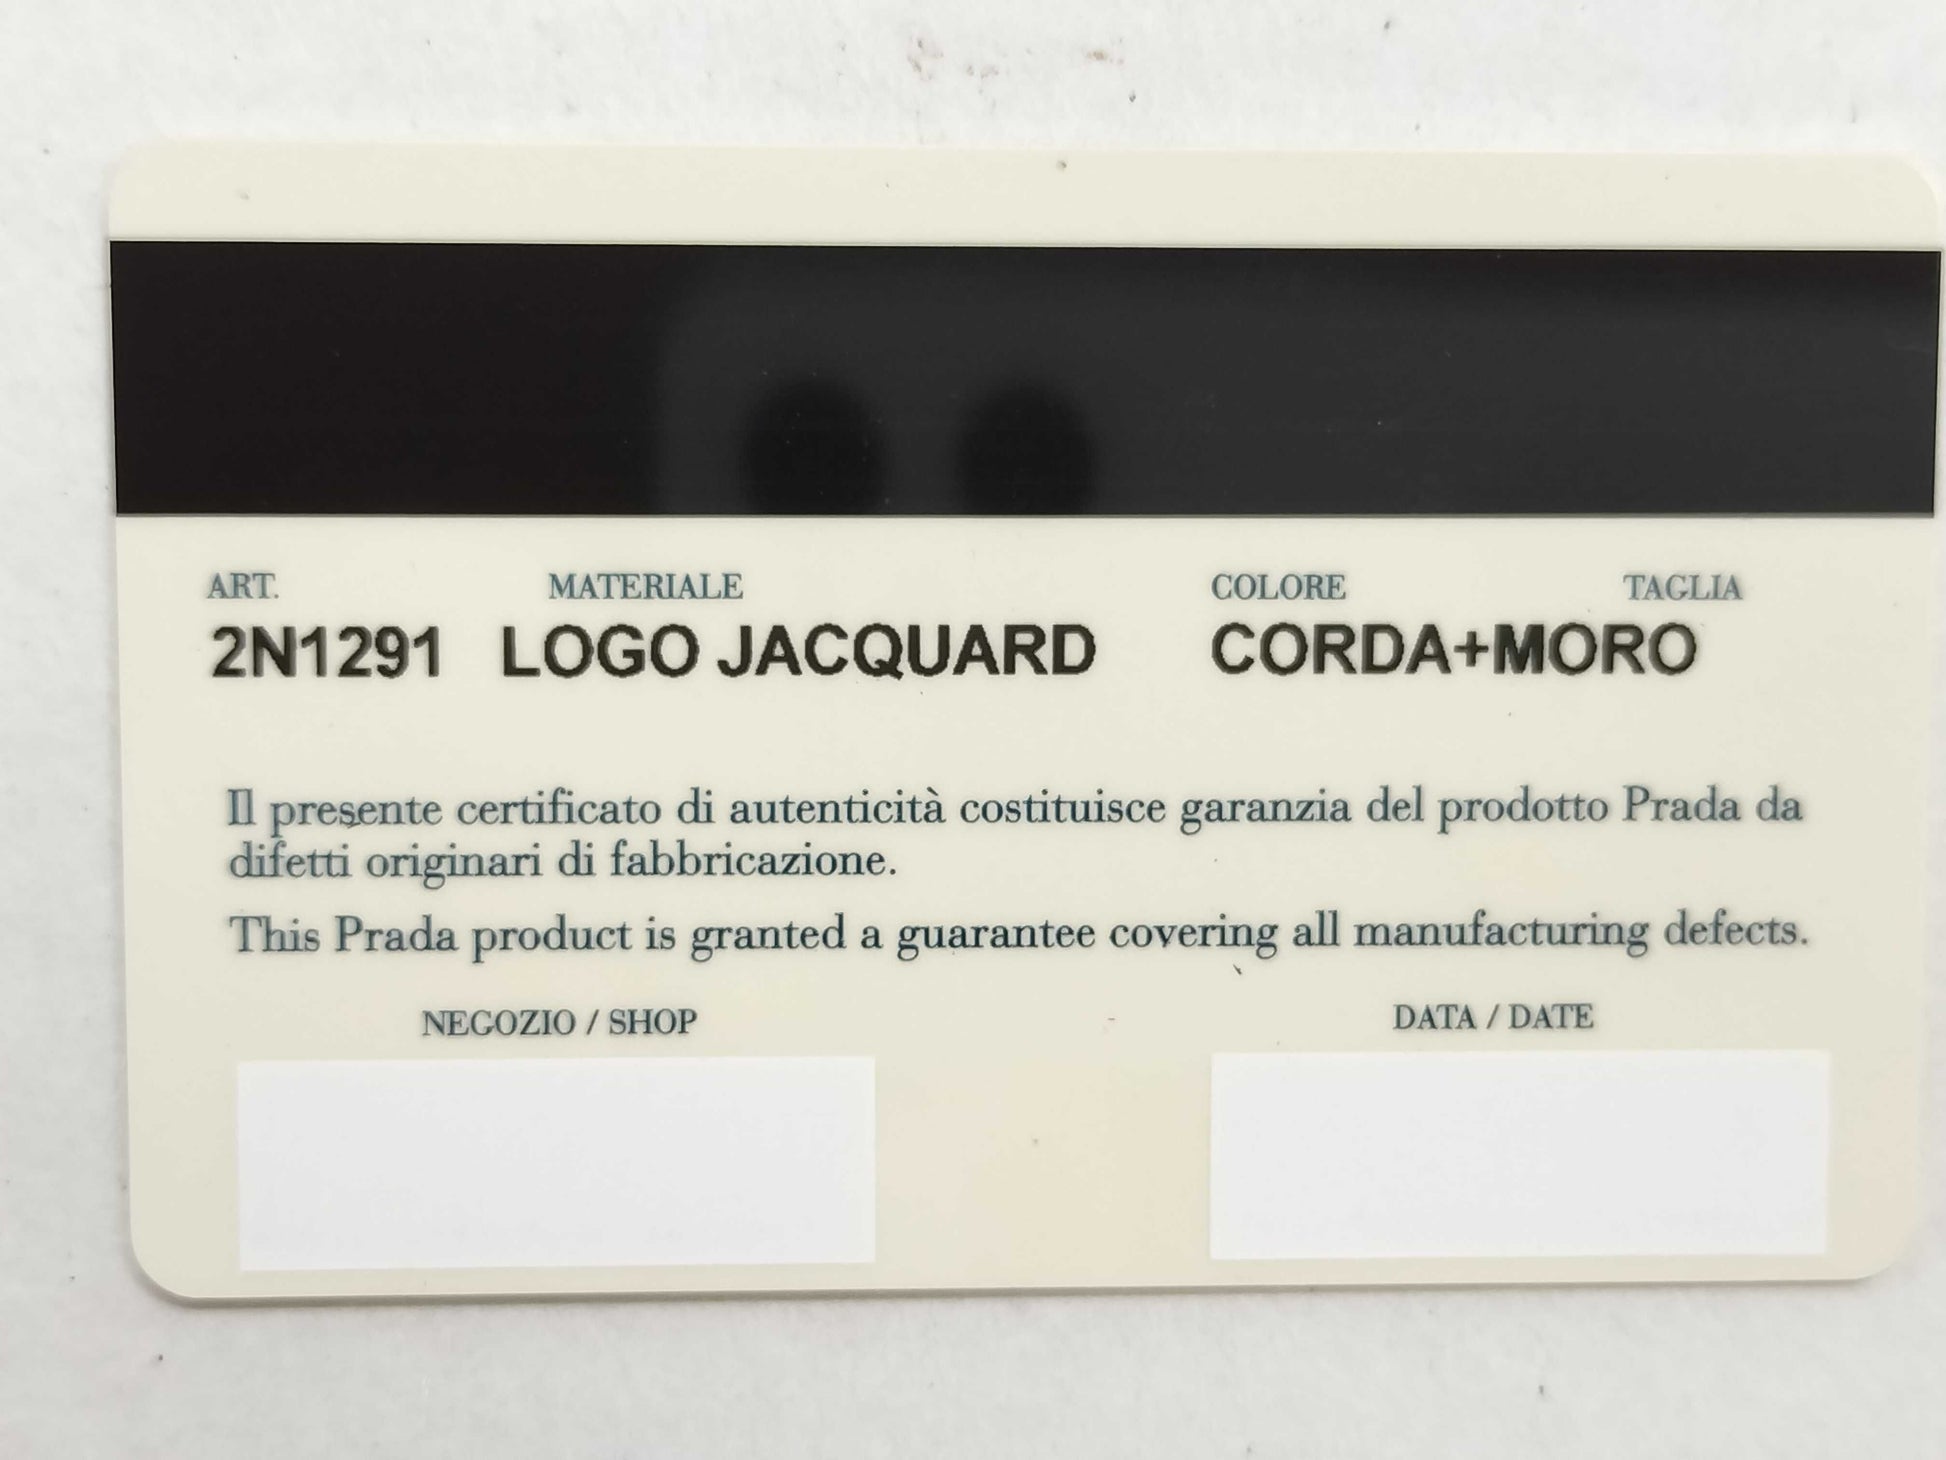 ART. MATERIALE COLORE TAGLIA
2N1291 LOGO JACQUARD CORDA+MORO
Il presente certificato di autenticità costituisce garanzia del prodotto Prada da
difetti originari di fabbricazione.
This Prada product is granted a guarantee covering all manufacturing defects.
NEGOZIO / SHOP DATA / DATE